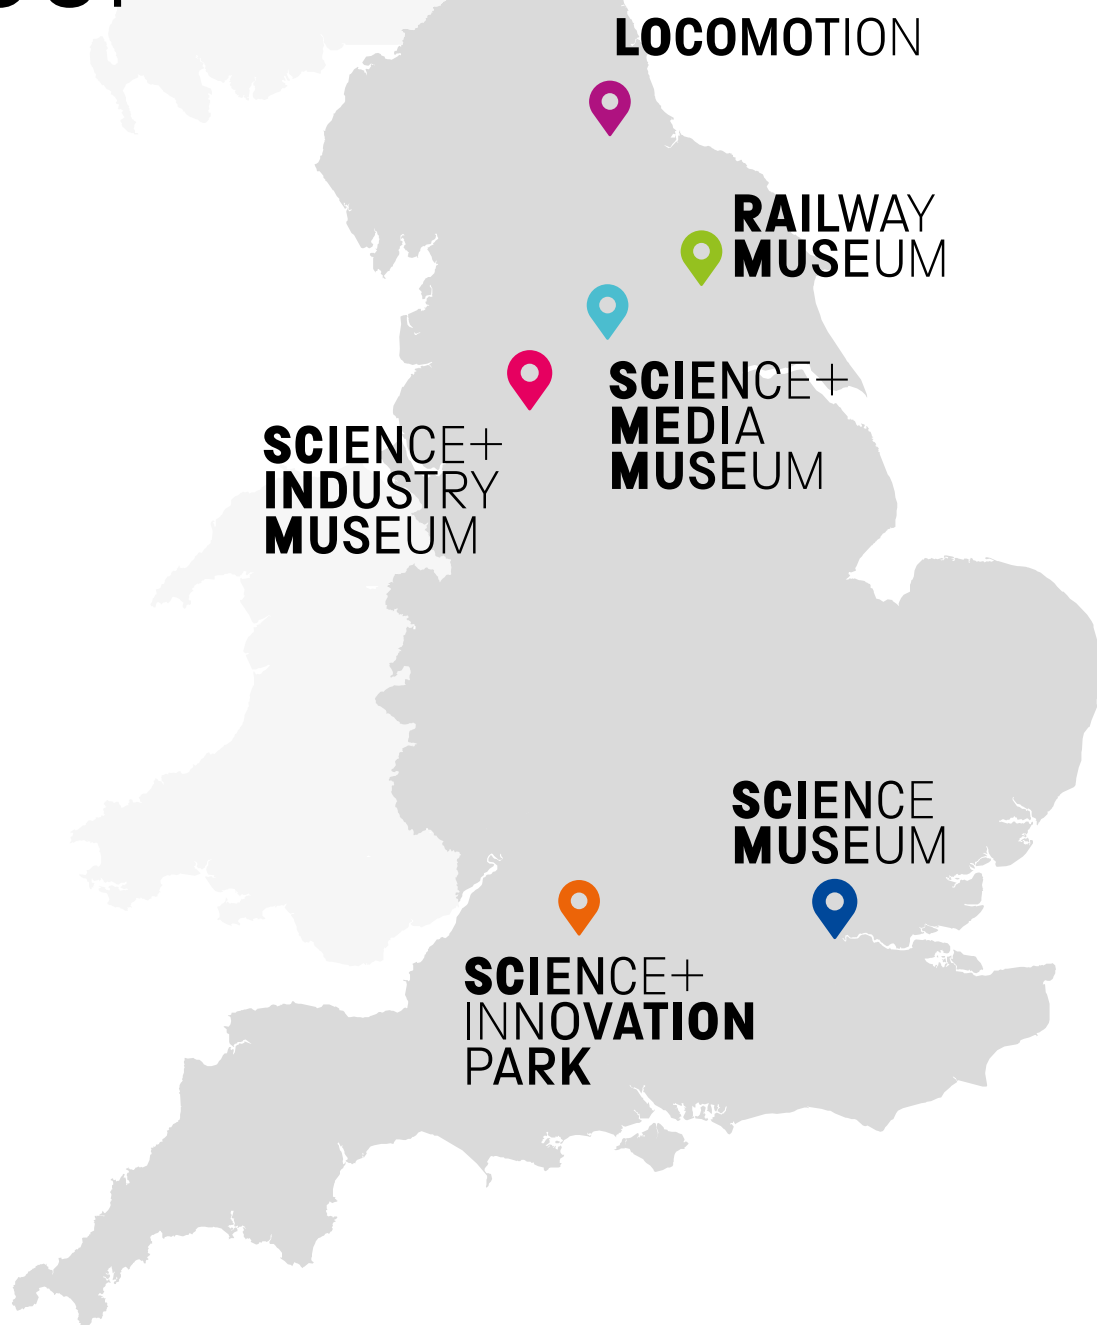 LOCOMOTION
RAILWAY
MUSEUM
SCIENCE+
MEDIA
MUSEUM
SCIENCE+
INDUSTRY
MUSEUM
SCIENCE
MUSEUM
SCIENCE+
INNOVATION
PARK